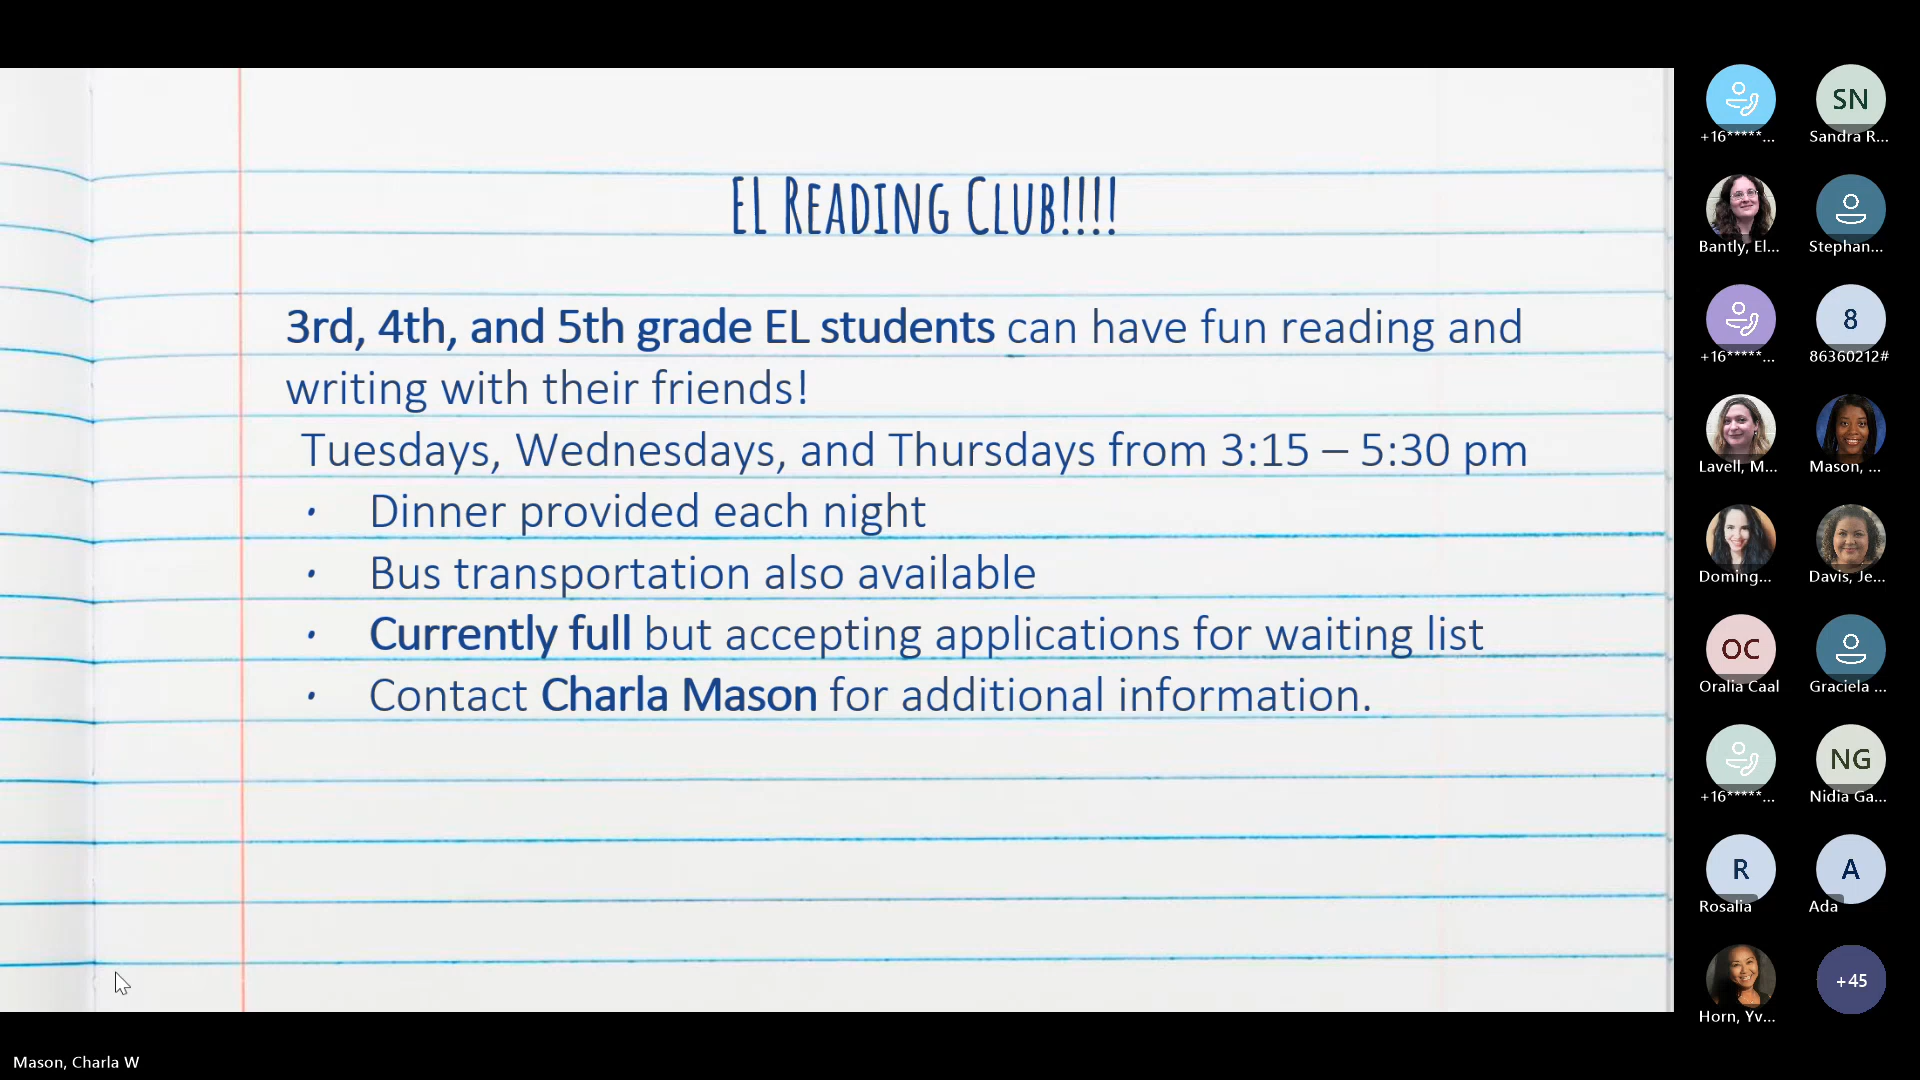 EL READING CLUB!!!!
3rd, 4th, and 5th grade EL students can have fun reading and
writing with their friends!
Tuesdays, Wednesdays, and Thursdays from 3:15 – 5:30 pm
• Dinner provided each night
• Bus transportation also available
• Currently full but accepting applications for waiting list
• Contact Charla Mason for additional information.
+16*****...
SN
Sandra R...
Bantly, El...
Stephan...
+16*****...
8
86360212#
Lavell, M...
Mason, ...
Doming...
Davis, Je...
OC
Oralia Caal
Graciela ...
+16*****...
NG
Nidia Ga...
R
Rosalia
A
Ada
Horn, Yv...
+45
Mason, Charla W